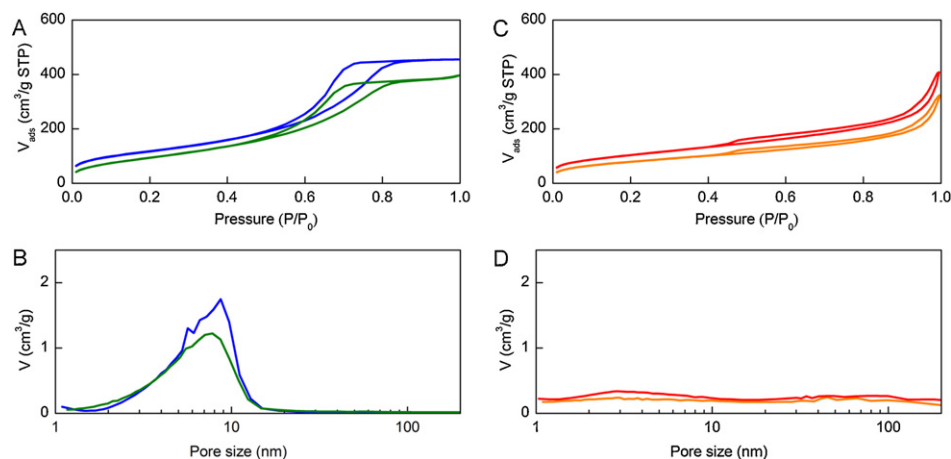 A
600
400
200
0
V_ads (cm³/g STP)
0.0 0.2 0.4 0.6 0.8 1.0
Pressure (P/P₀)
C
600
400
200
0
V_ads (cm³/g STP)
0.0 0.2 0.4 0.6 0.8 1.0
Pressure (P/P₀)
B
2
1
0
V (cm³/g)
1 10 100
Pore size (nm)
D
2
1
0
V (cm³/g)
1 10 100
Pore size (nm)